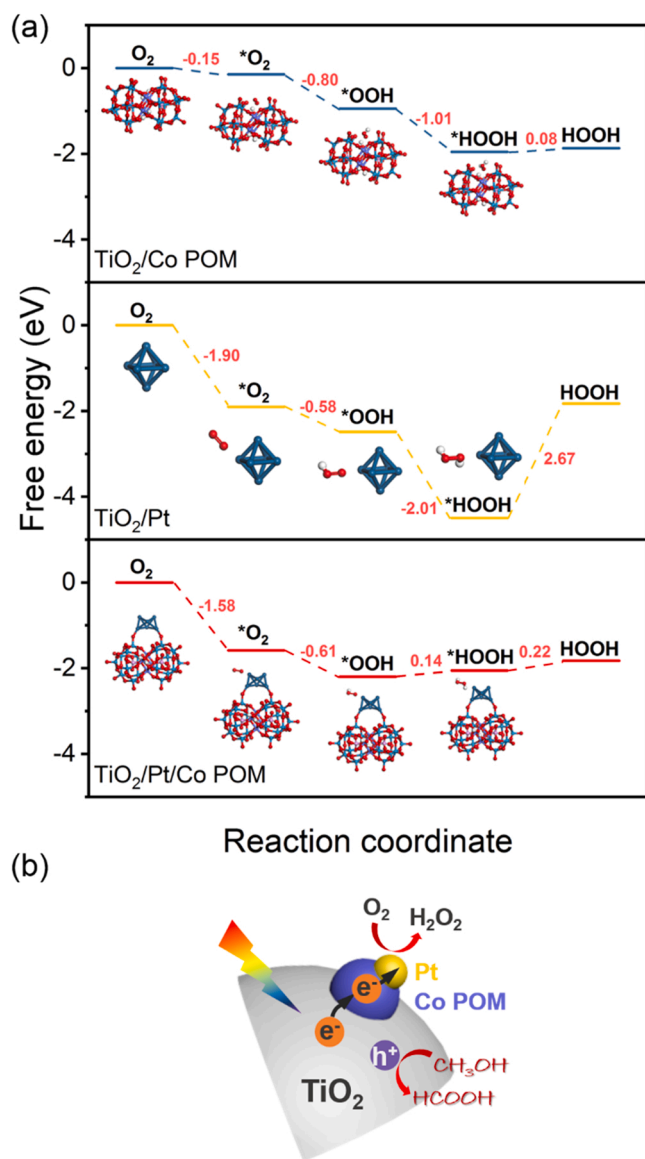 (a)
O₂
-0.15
*O₂
-0.80
*OOH
-1.01
*HOOH
0.08
HOOH
0
-2
-4
TiO₂/Co POM
O₂
-1.90
*O₂
-0.58
*OOH
-2.01
*HOOH
2.67
HOOH
0
-2
-4
TiO₂/Pt
O₂
-1.58
*O₂
-0.61
*OOH
0.14
*HOOH
0.22
HOOH
0
-2
-4
TiO₂/Pt/Co POM
Free energy (eV)
Reaction coordinate
(b)
O₂
H₂O₂
Pt
Co POM
e⁻
e⁻
h⁺
CH₃OH
HCOOH
TiO₂